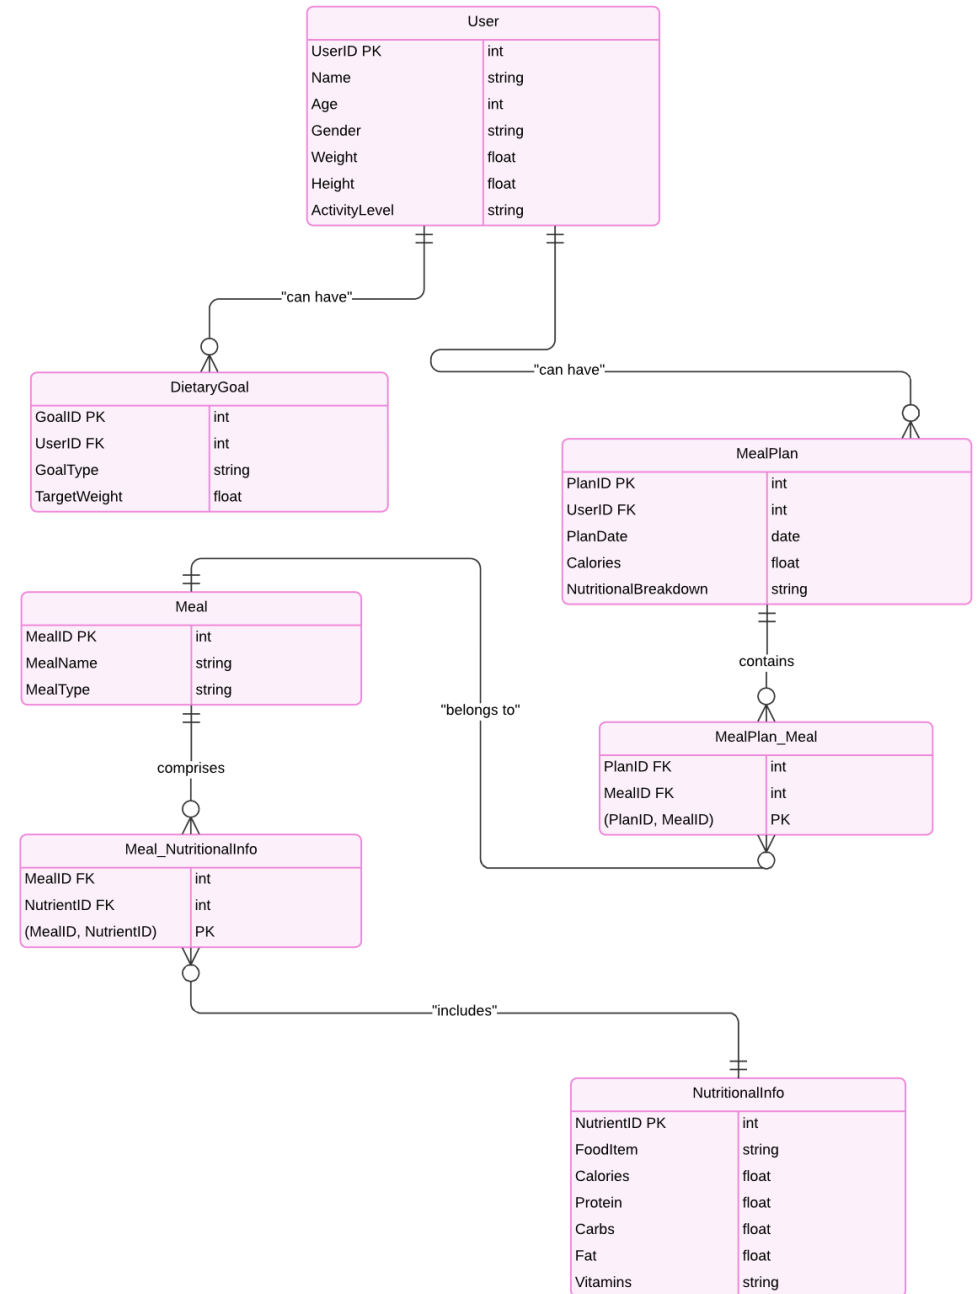 User
UserID PK int
Name string
Age int
Gender string
Weight float
Height float
ActivityLevel string
"can have"
"can have"
DietaryGoal
GoalID PK int
UserID FK int
GoalType string
TargetWeight float
MealPlan
PlanID PK int
UserID FK int
PlanDate date
Calories float
NutritionalBreakdown string
Meal
MealID PK int
MealName string
MealType string
contains
"belongs to"
MealPlan_Meal
PlanID FK int
MealID FK int
(PlanID, MealID) PK
comprises
Meal_NutritionalInfo
MealID FK int
NutrientID FK int
(MealID, NutrientID) PK
"includes"
NutritionalInfo
NutrientID PK int
FoodItem string
Calories float
Protein float
Carbs float
Fat float
Vitamins string